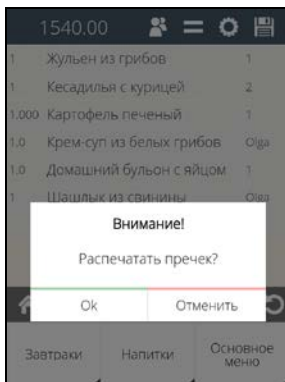 1540.00
1 Жульен из грибов 1
1 Кесадилья с курицей 2
1.000 Картофель печеный 1
1.0 Крем-суп из белых грибов Olga
1.0 Домашний бульон с яйцом 1
1 Шашлык из свинины Olga
Внимание!
Распечатать пречек?
Ok Отменить
Завтраки Напитки Основное
меню